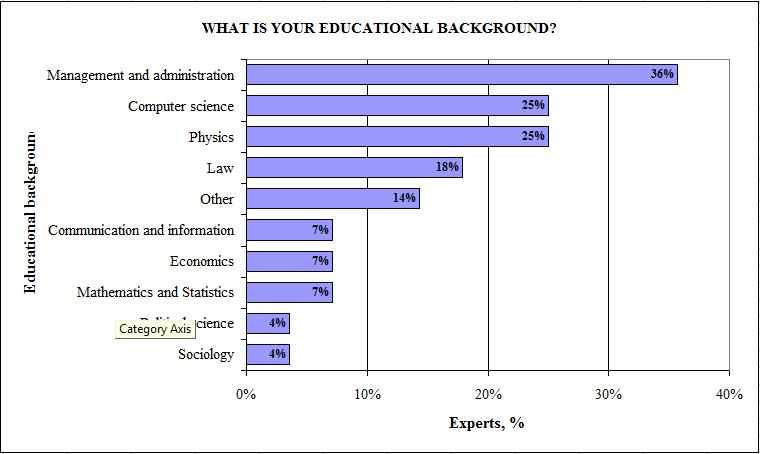 WHAT IS YOUR EDUCATIONAL BACKGROUND?
Educational backgroun
Management and administration 36%
Computer science 25%
Physics 25%
Law 18%
Other 14%
Communication and information 7%
Economics 7%
Mathematics and Statistics 7%
cience 4%
Category Axis
Sociology 4%
0% 10% 20% 30% 40%
Experts, %